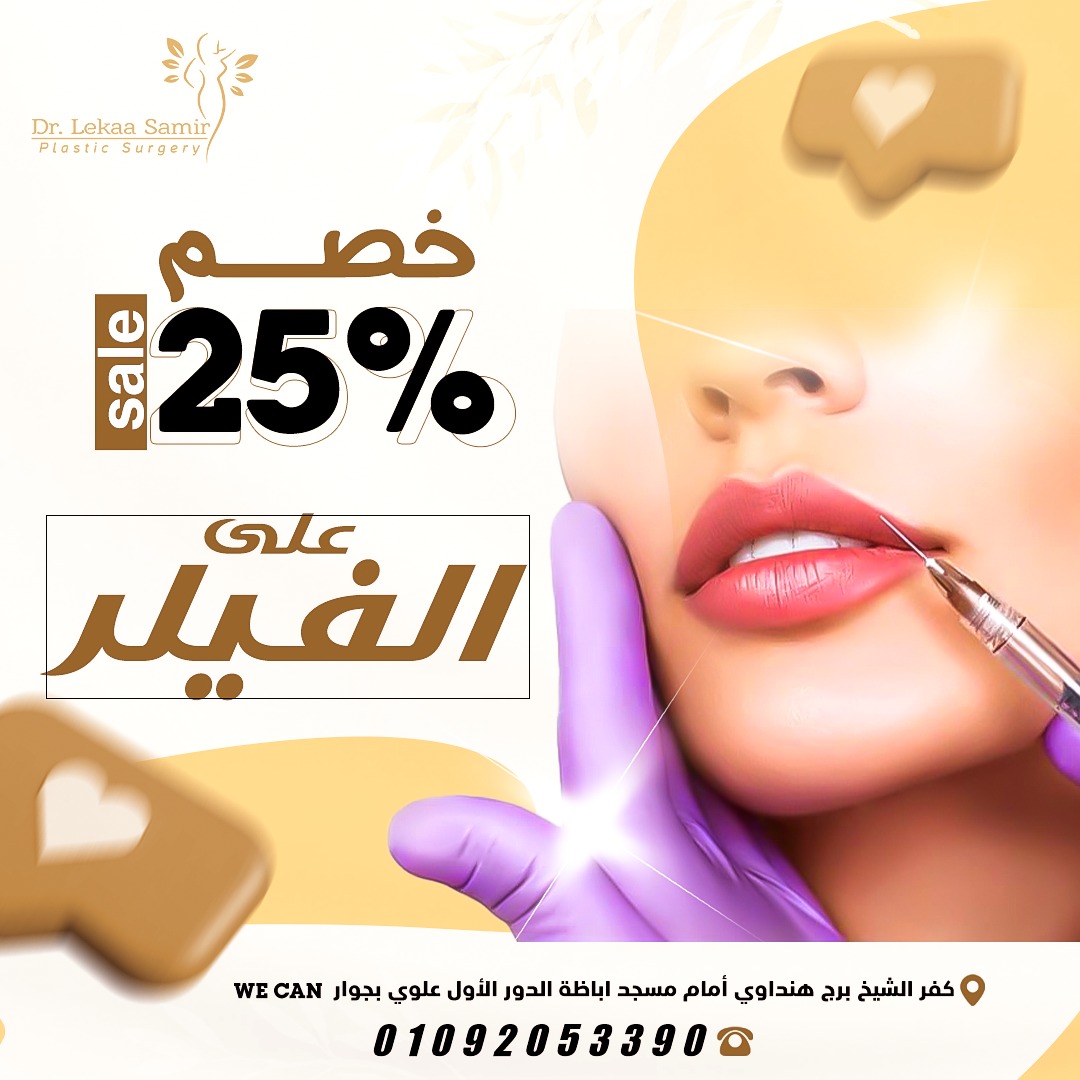 Dr. Lekaa Samir
Plastic Surgery
خصم
sale
25%
على
الفيلر
كفر الشيخ برج هنداوي أمام مسجد اباظة الدور الأول علوي بجوار WE CAN
01092053390